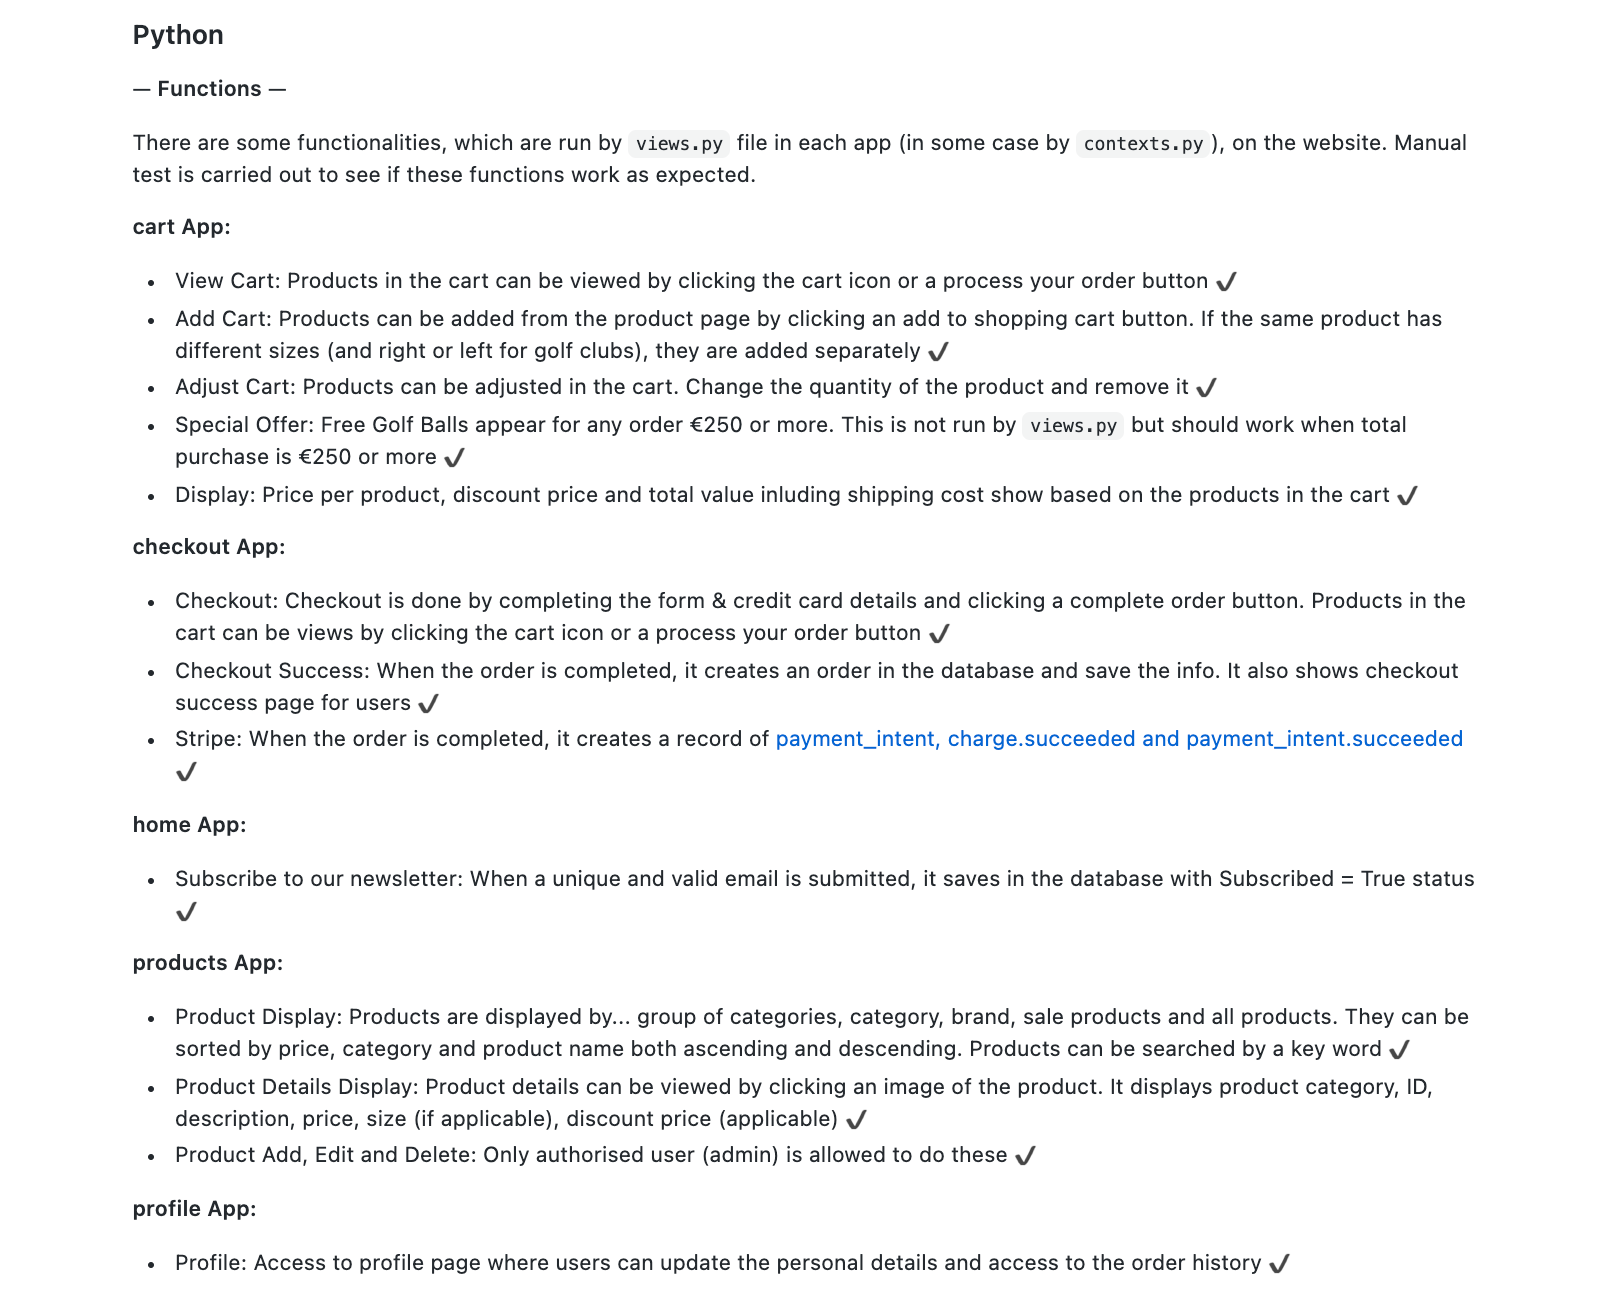 Python
— Functions —
There are some functionalities, which are run by views.py file in each app (in some case by contexts.py), on the website. Manual
test is carried out to see if these functions work as expected.
cart App:
• View Cart: Products in the cart can be viewed by clicking the cart icon or a process your order button ✔
• Add Cart: Products can be added from the product page by clicking an add to shopping cart button. If the same product has
different sizes (and right or left for golf clubs), they are added separately ✔
• Adjust Cart: Products can be adjusted in the cart. Change the quantity of the product and remove it ✔
• Special Offer: Free Golf Balls appear for any order €250 or more. This is not run by views.py but should work when total
purchase is €250 or more ✔
• Display: Price per product, discount price and total value inluding shipping cost show based on the products in the cart ✔
checkout App:
• Checkout: Checkout is done by completing the form & credit card details and clicking a complete order button. Products in the
cart can be views by clicking the cart icon or a process your order button ✔
• Checkout Success: When the order is completed, it creates an order in the database and save the info. It also shows checkout
success page for users ✔
• Stripe: When the order is completed, it creates a record of payment_intent, charge.succeeded and payment_intent.succeeded
✔
home App:
• Subscribe to our newsletter: When a unique and valid email is submitted, it saves in the database with Subscribed = True status
✔
products App:
• Product Display: Products are displayed by... group of categories, category, brand, sale products and all products. They can be
sorted by price, category and product name both ascending and descending. Products can be searched by a key word ✔
• Product Details Display: Product details can be viewed by clicking an image of the product. It displays product category, ID,
description, price, size (if applicable), discount price (applicable) ✔
• Product Add, Edit and Delete: Only authorised user (admin) is allowed to do these ✔
profile App:
• Profile: Access to profile page where users can update the personal details and access to the order history ✔